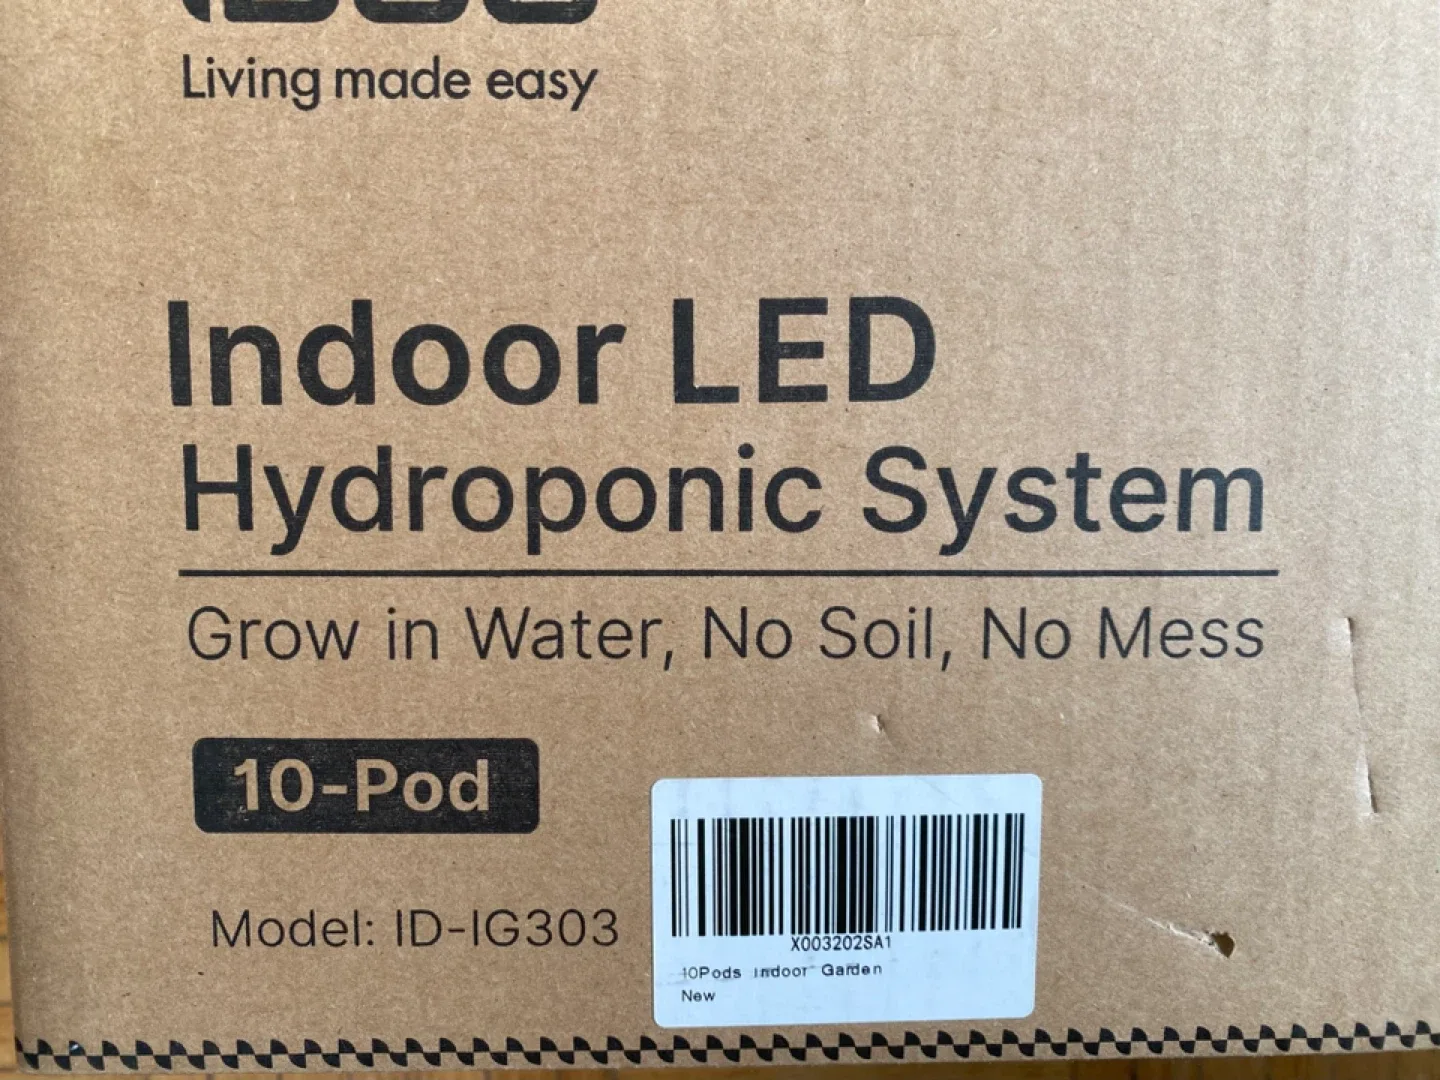 Living made easy
Indoor LED
Hydroponic System
Grow in Water, No Soil, No Mess
10-Pod
Model: ID-IG303
X003202SA1
10Pods indoor Garden
New